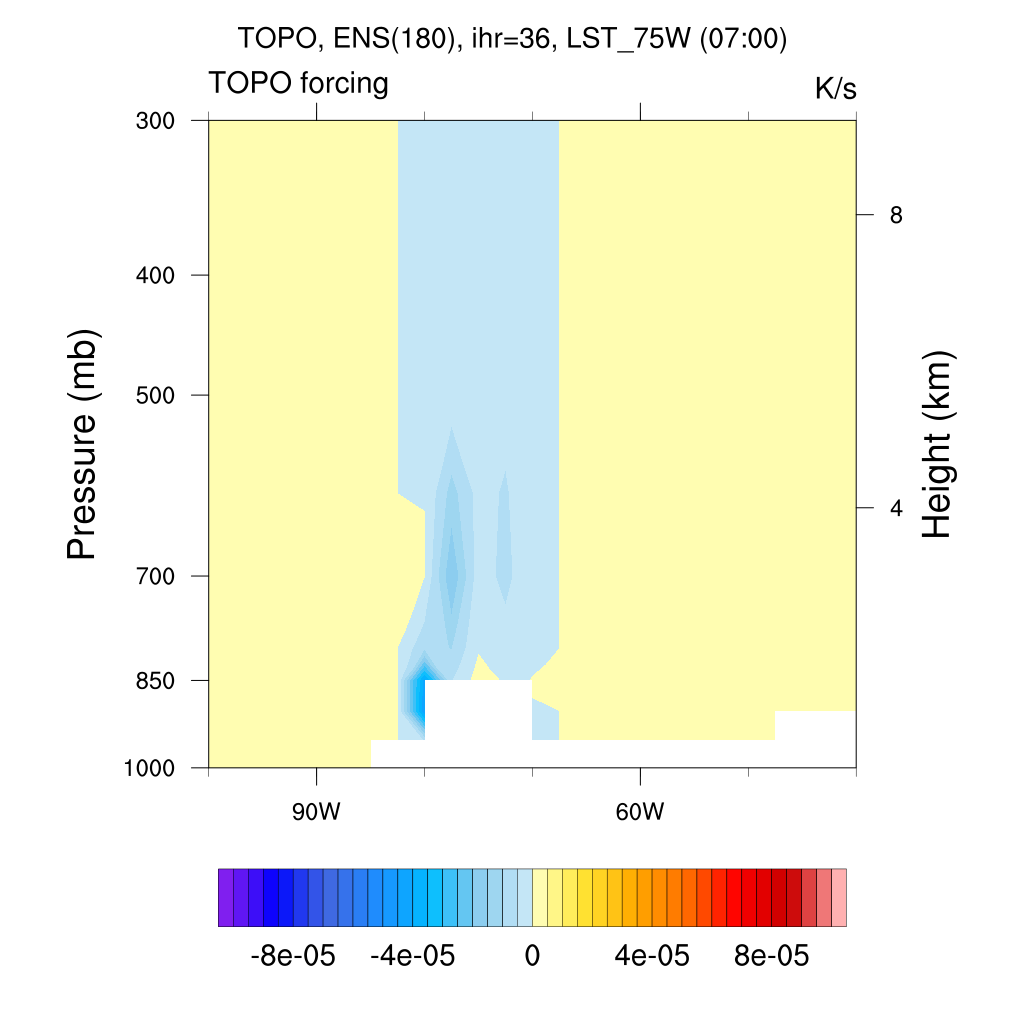 TOPO, ENS(180), ihr=36, LST_75W (07:00)
TOPO forcing
K/s
300
400
500
700
850
1000
Pressure (mb)
8
4
Height (km)
90W
60W
-8e-05
-4e-05
0
4e-05
8e-05